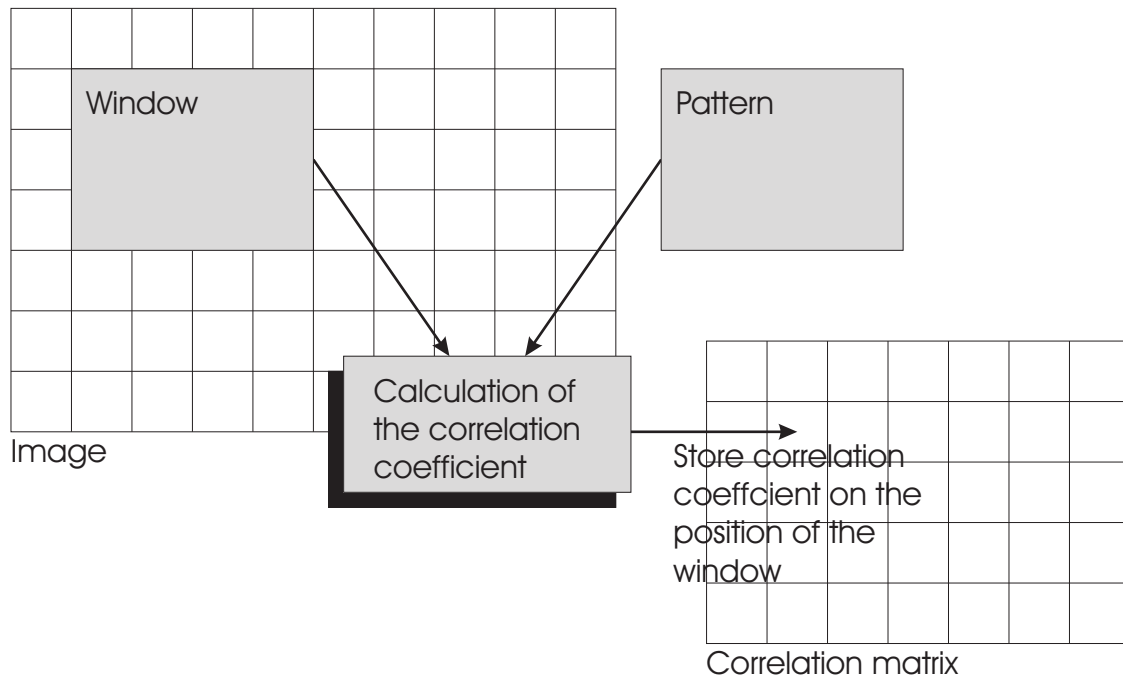 Window
Pattern
Calculation of
the correlation
coefficient
Image
Store correlation
coeffcient on the
position of the
window
Correlation matrix